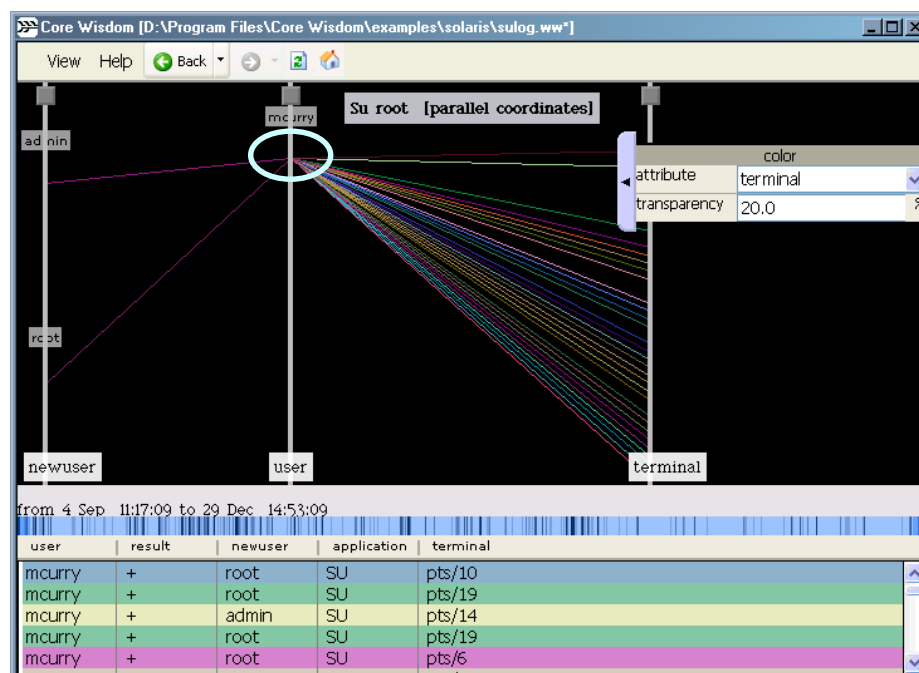 Core Wisdom [D:\Program Files\Core Wisdom\examples\solaris\sulog.ww*]
View Help Back
Su root [parallel coordinates]
mcurry
admin
color
attribute terminal
transparency 20.0 %
root
newuser user terminal
from 4 Sep 11:17:09 to 29 Dec 14:53:09
user result newuser application terminal
mcurry + root SU pts/10
mcurry + root SU pts/19
mcurry + admin SU pts/14
mcurry + root SU pts/19
mcurry + root SU pts/6